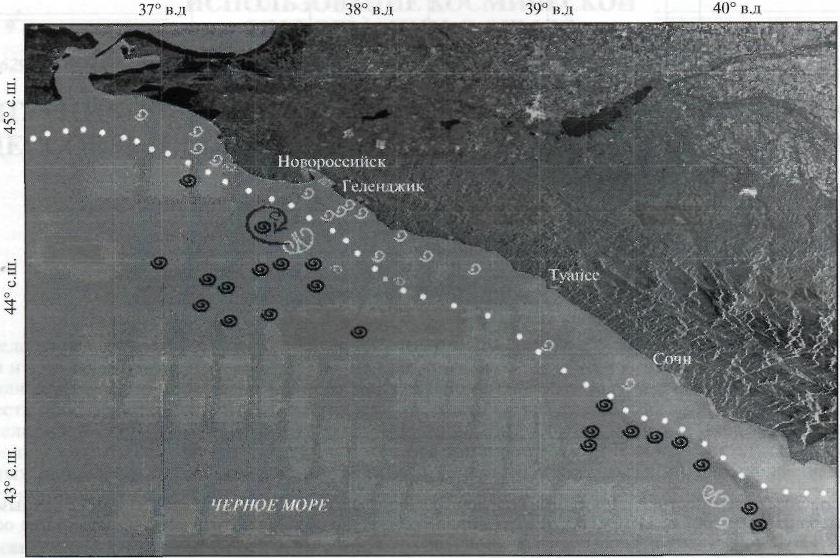 37° в.д
38° в.д
39° в.д
40° в.д
45° с.ш.
44° с.ш.
43° с.ш.
Новороссийск
Геленджик
Туапсе
Сочи
ЧЕРНОЕ МОРЕ